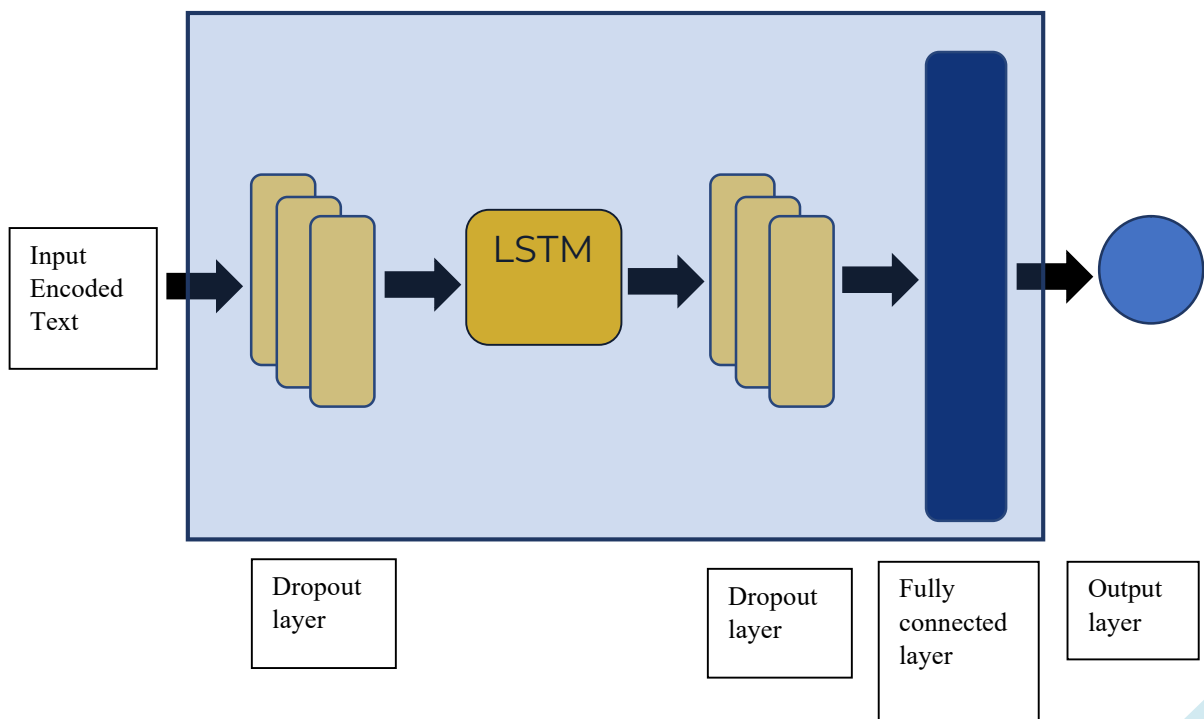 Input
Encoded
Text
LSTM
Dropout
layer
Dropout
layer
Fully
connected
layer
Output
layer